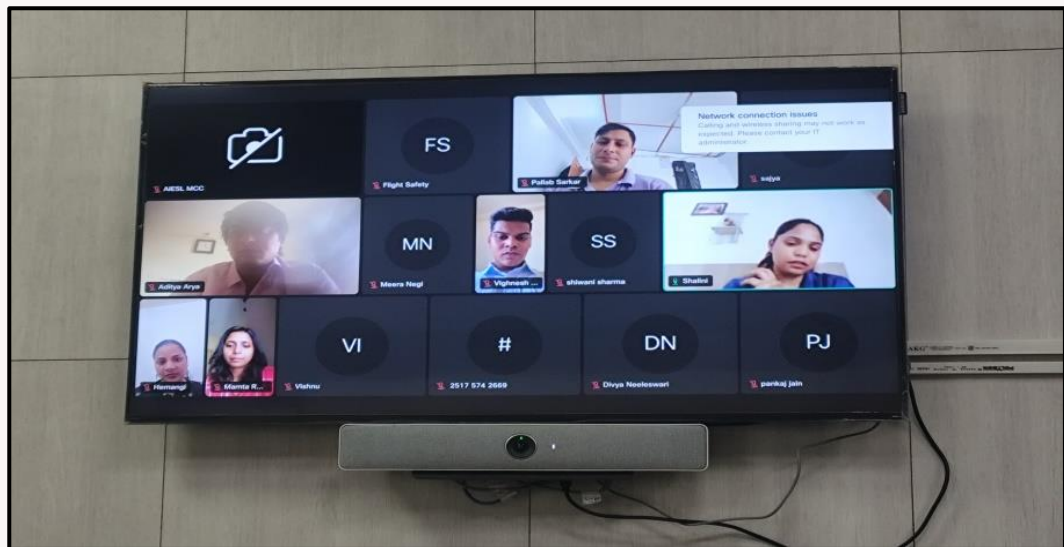 AIESL MCC
FS
Flight Safety
Pallab Sarkar
Network connection issues
Calling and wireless sharing may not work as
expected. Please contact your IT
administrator.
sajya
Aditya Arya
MN
Meera Negi
Vighnesh ...
SS
shiwani sharma
Shalini
Hemangi
Mamta R...
VI
Vishnu
#
2517 574 2669
DN
Divya Neeleswari
PJ
pankaj jain